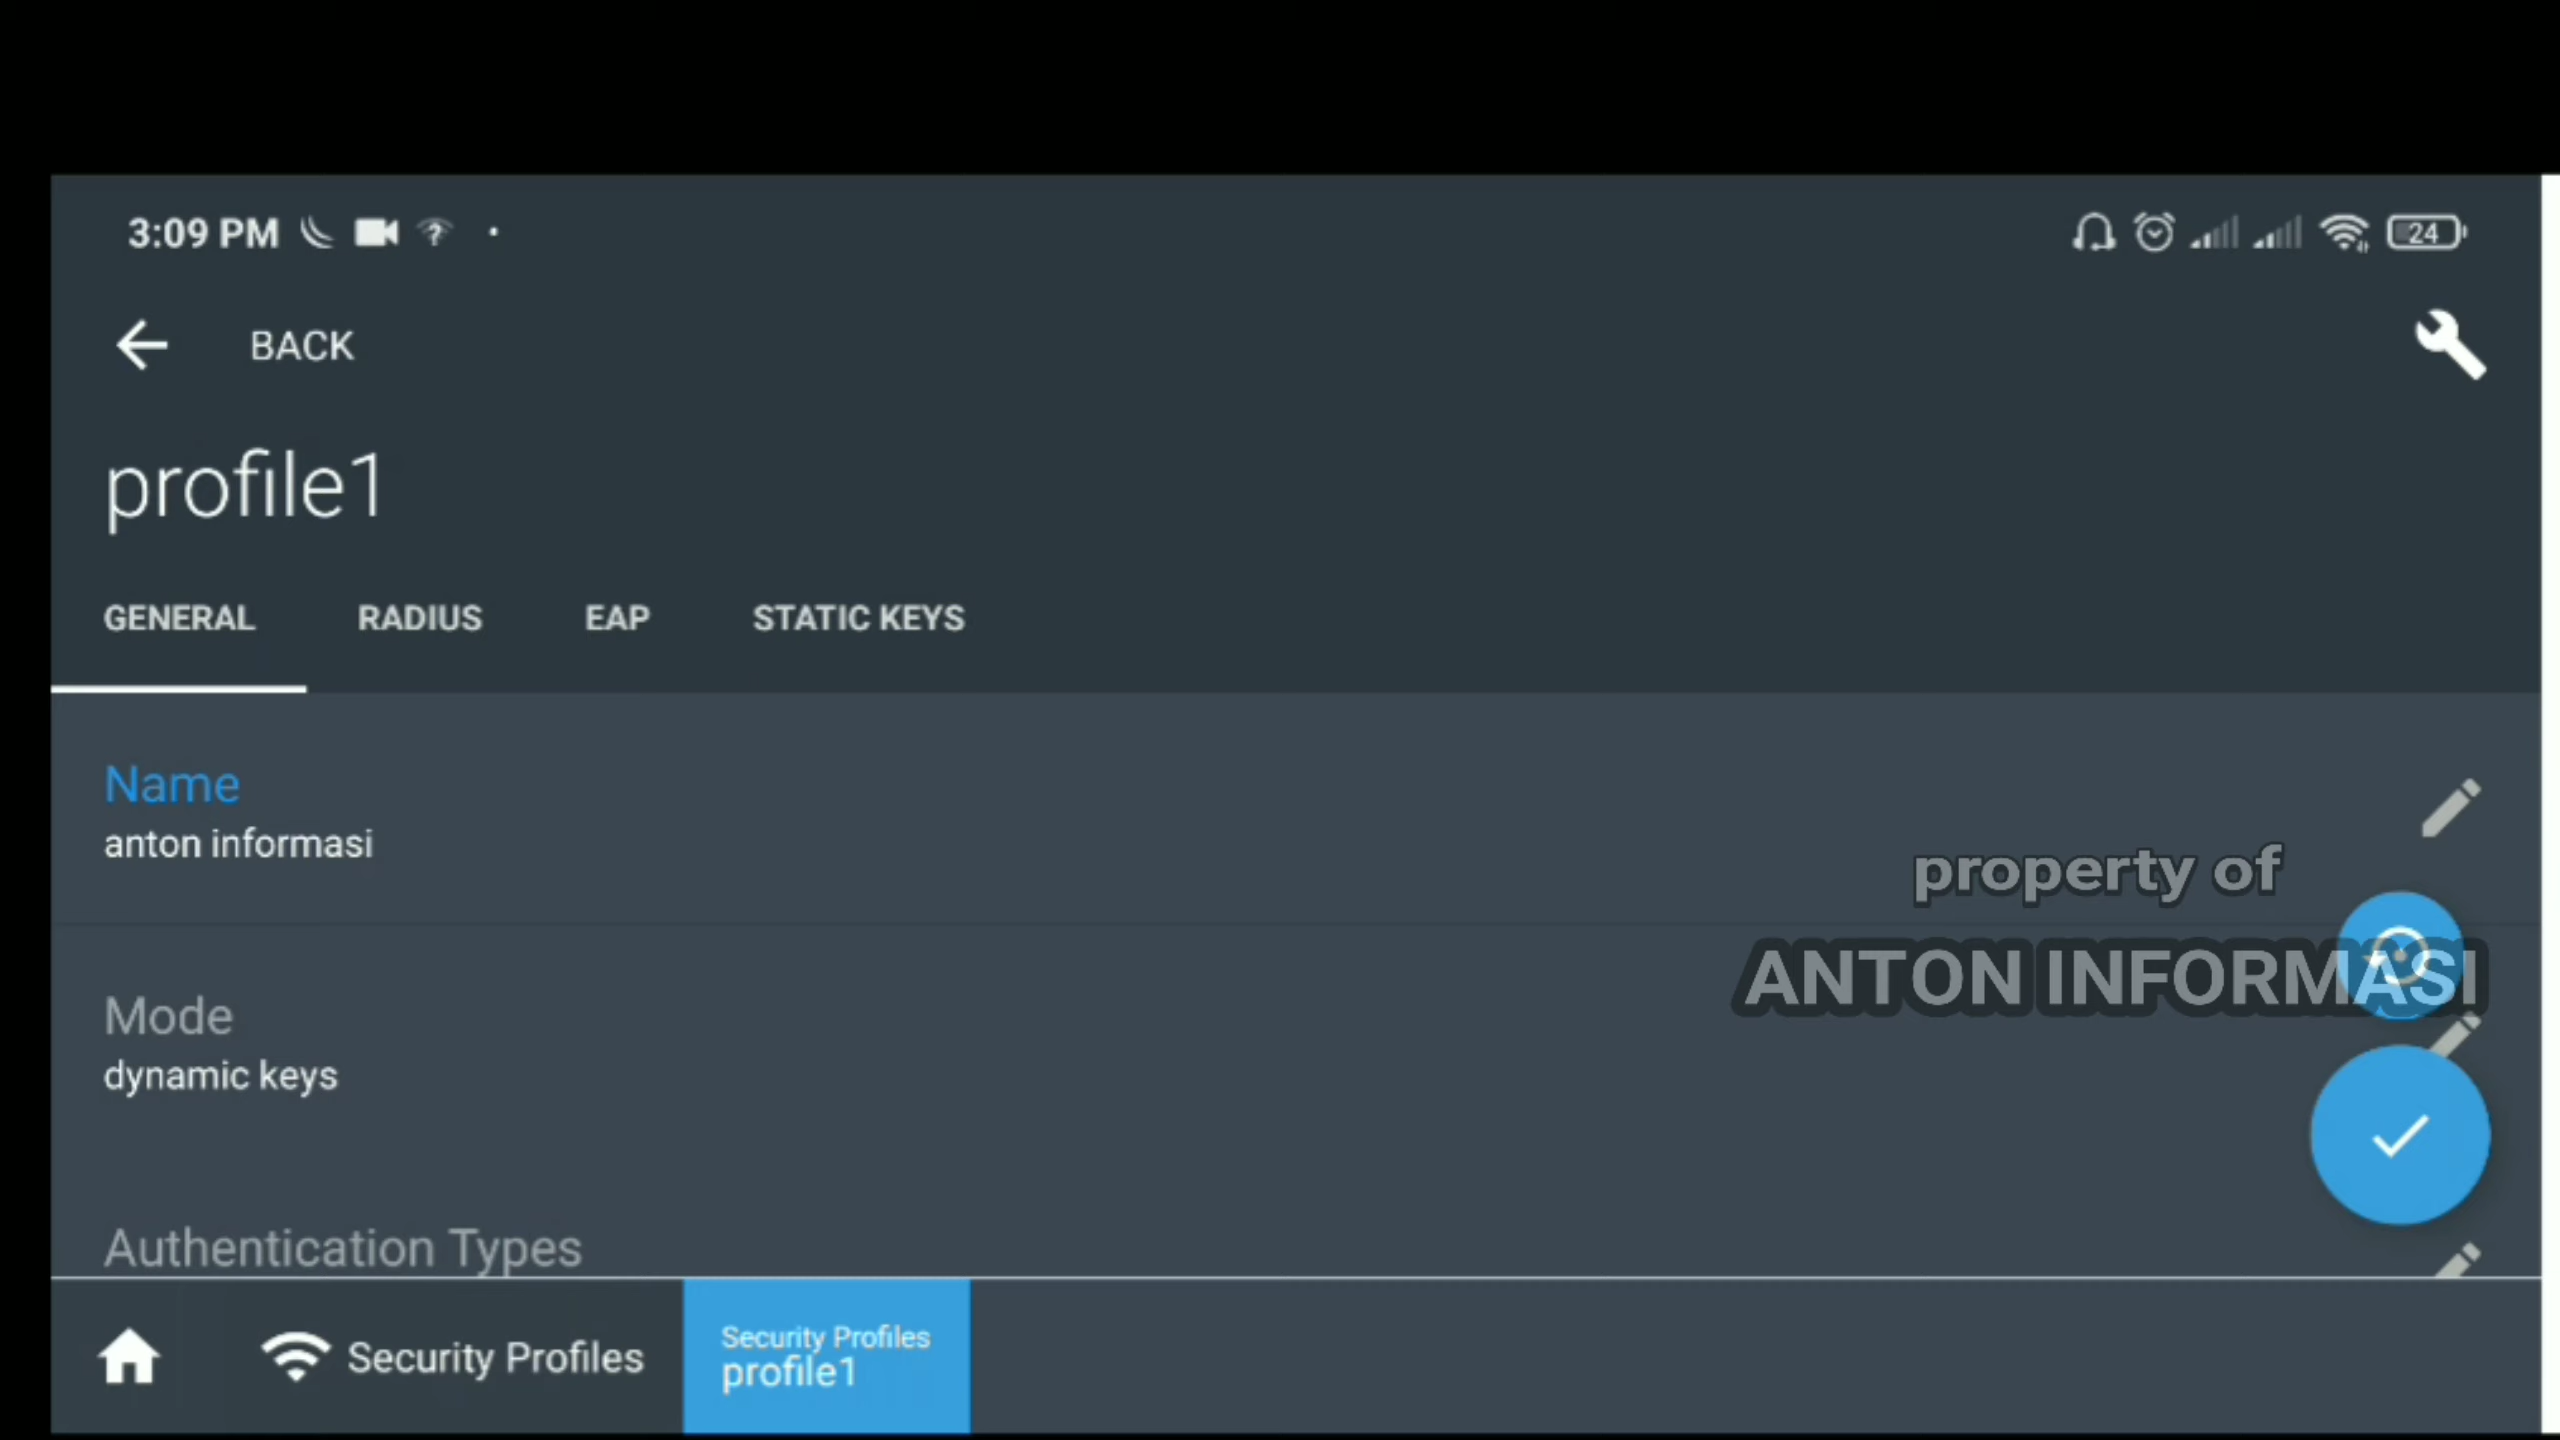 3:09 PM
24
BACK
profile1
GENERAL RADIUS EAP STATIC KEYS
Name
anton informasi
property of
ANTON INFORMASI
Mode
dynamic keys
Authentication Types
Security Profiles
Security Profiles
profile1